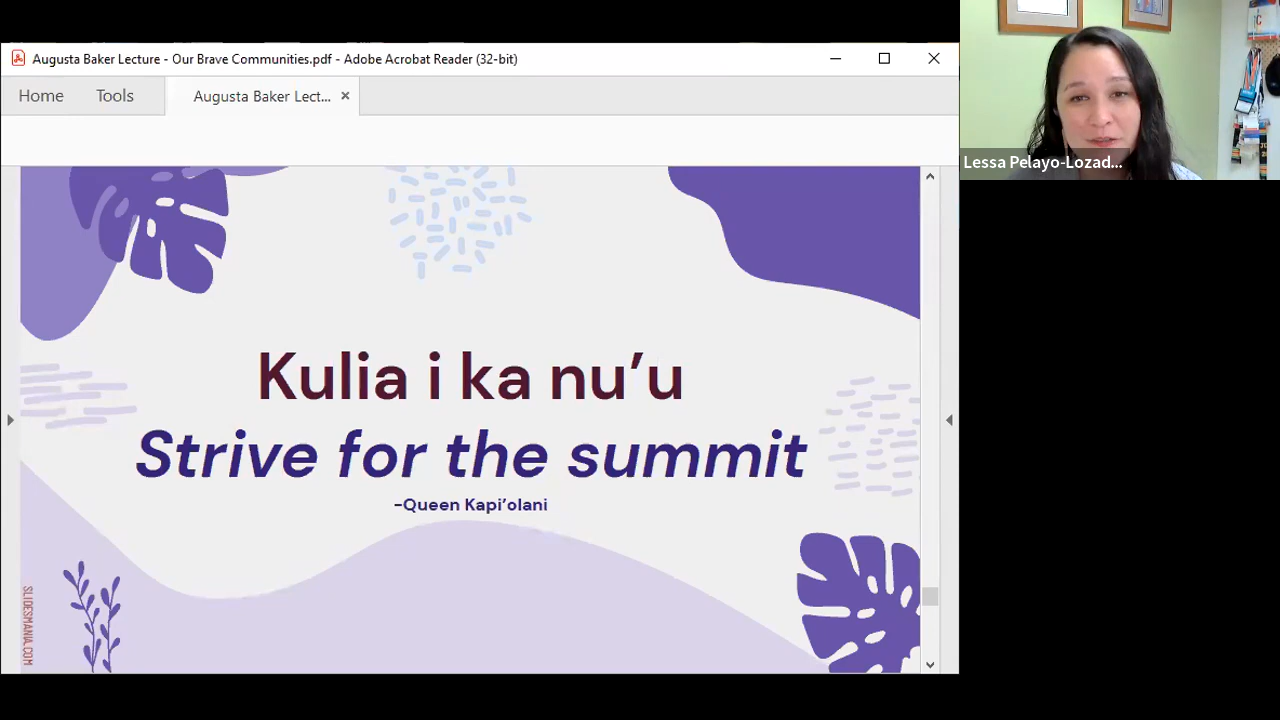 Augusta Baker Lecture - Our Brave Communities.pdf - Adobe Acrobat Reader (32-bit)
Home
Tools
Augusta Baker Lect...
Kulia i ka nu’u
Strive for the summit
-Queen Kapi’olani
SLIDESMANIA.COM
Lessa Pelayo-Lozad...